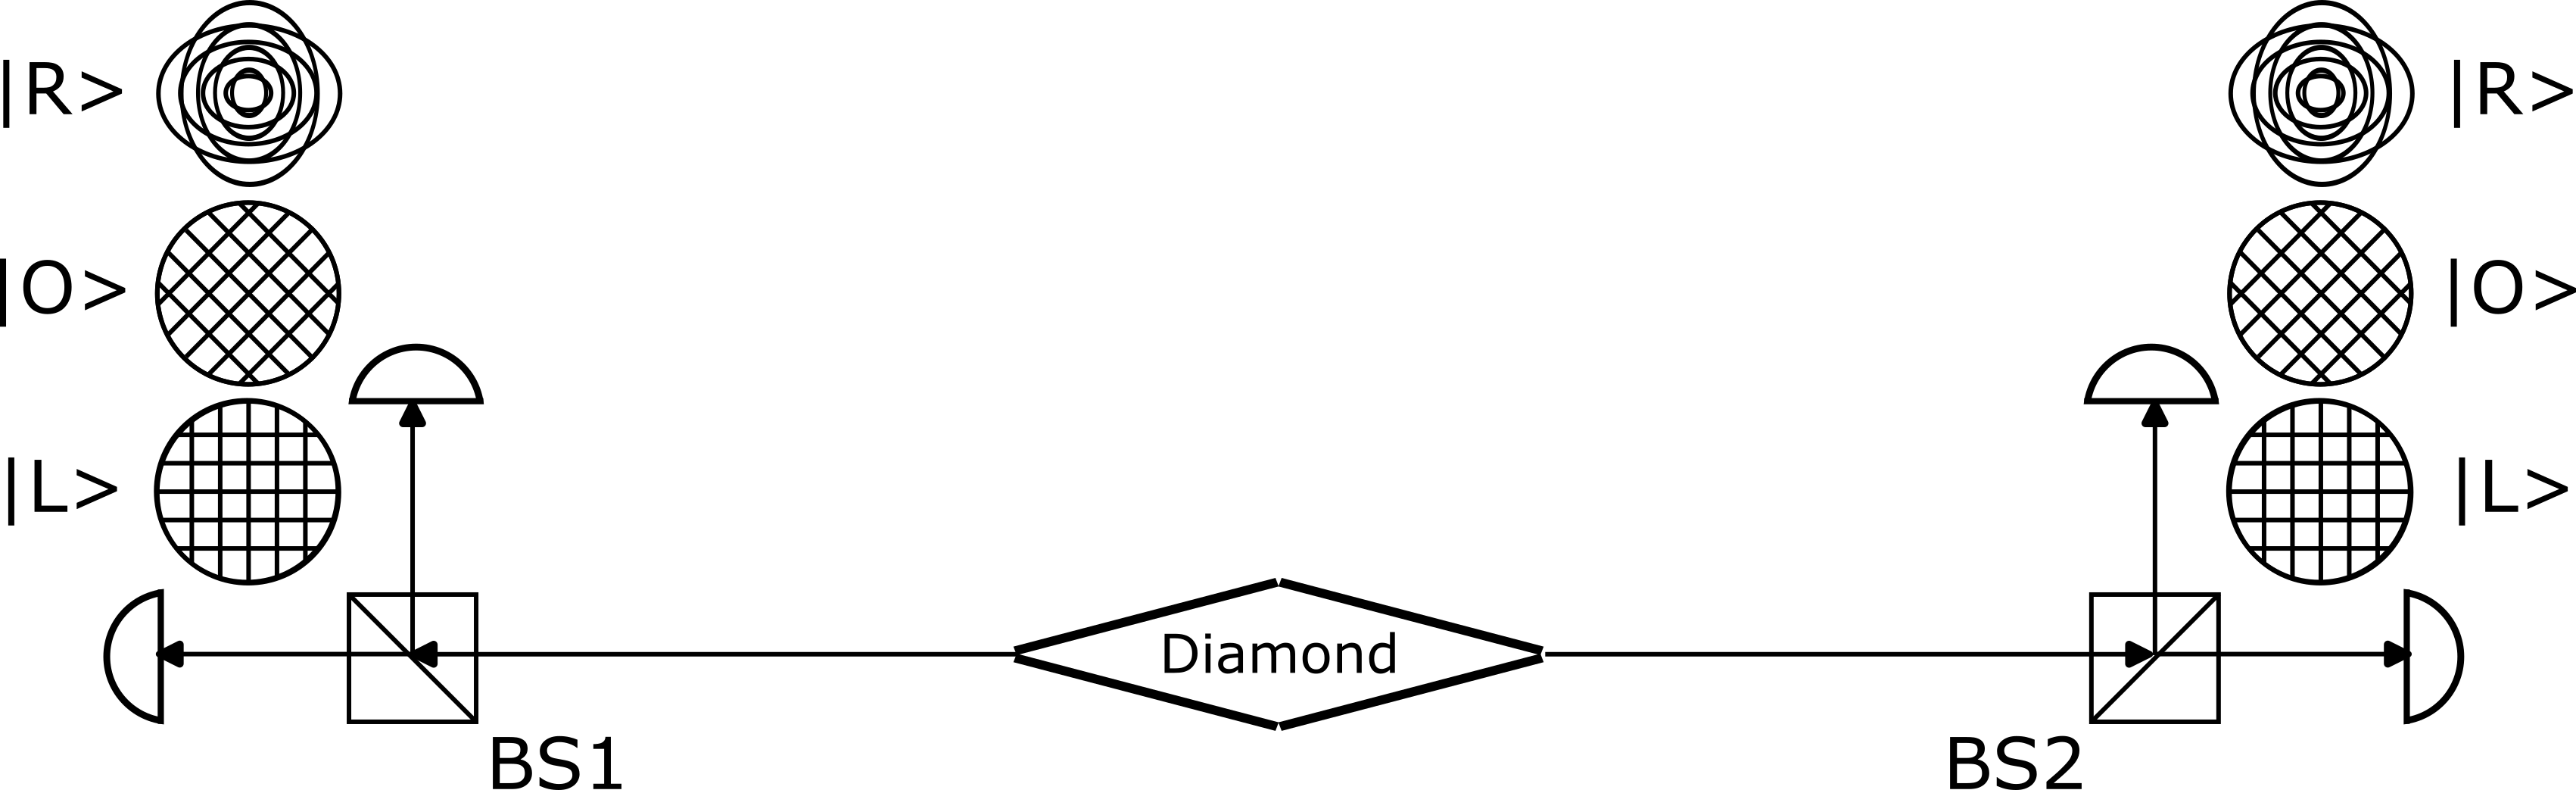 |R> |R>
|O> |O>
|L> |L>
Diamond
BS1 BS2